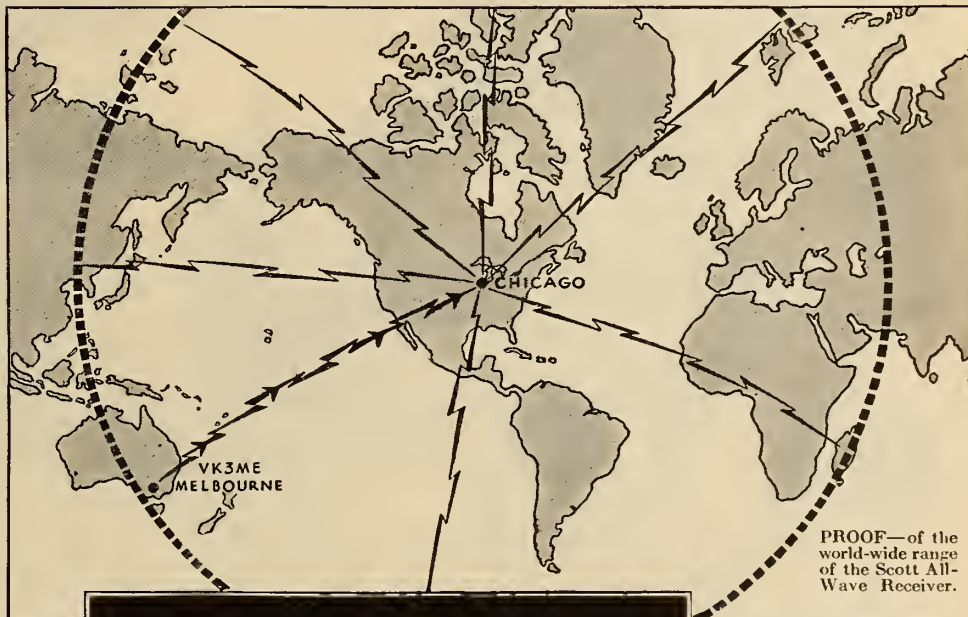 CHICAGO
VK3ME
MELBOURNE
PROOF—of the
world-wide range
of the Scott All-
Wave Receiver.